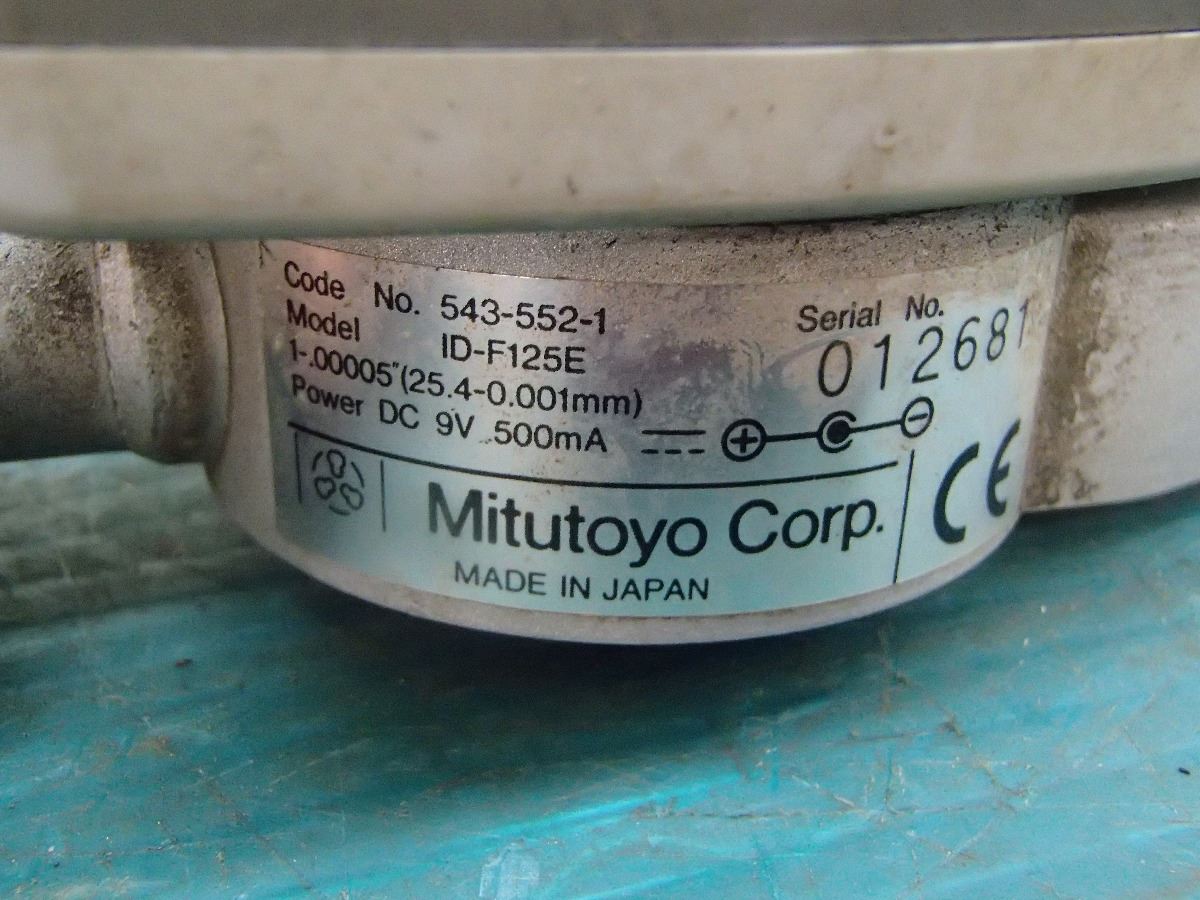 Code No. 543-552-1
Model ID-F125E
1-.00005"(25.4-0.001mm)
Power DC 9V 500mA
Serial No.
012681
Mitutoyo Corp.
MADE IN JAPAN
CE